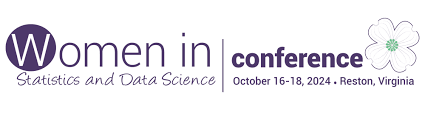 Women in
Statistics and Data Science
conference
October 16-18, 2024 • Reston, Virginia